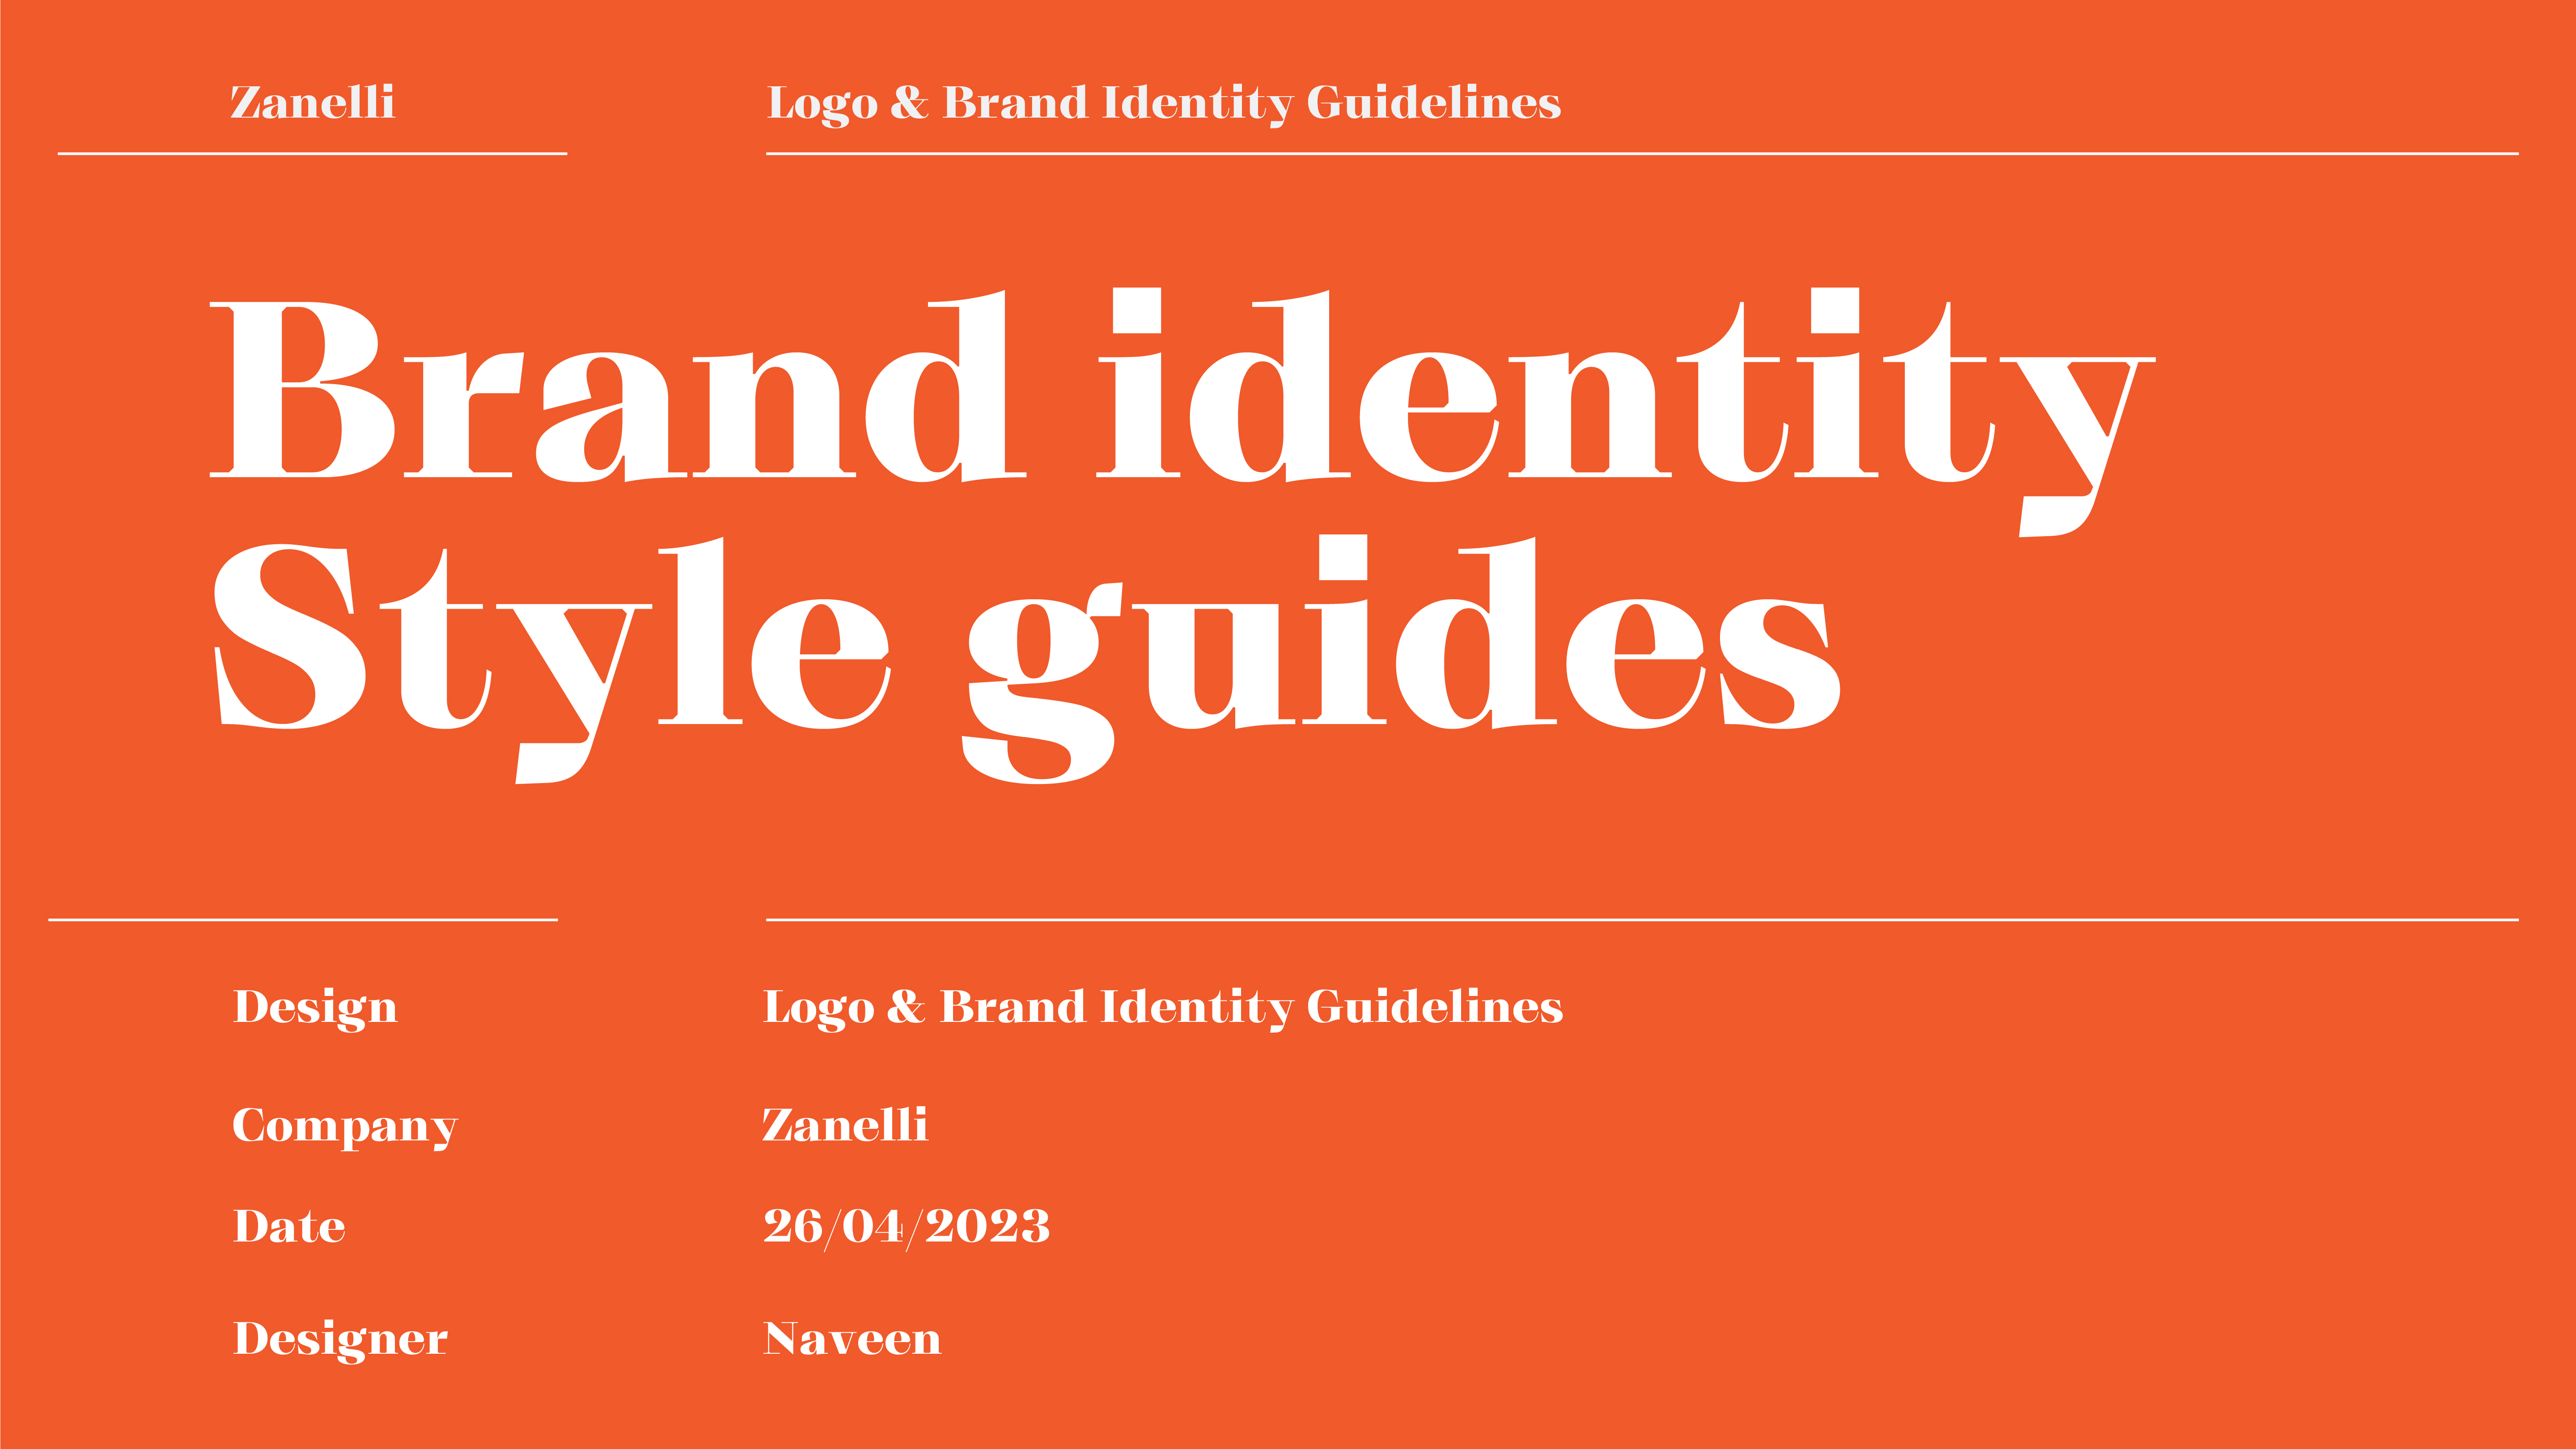 Zanelli
Logo & Brand Identity Guidelines
Brand identity
Style guides
Design
Logo & Brand Identity Guidelines
Company
Zanelli
Date
26/04/2023
Designer
Naveen